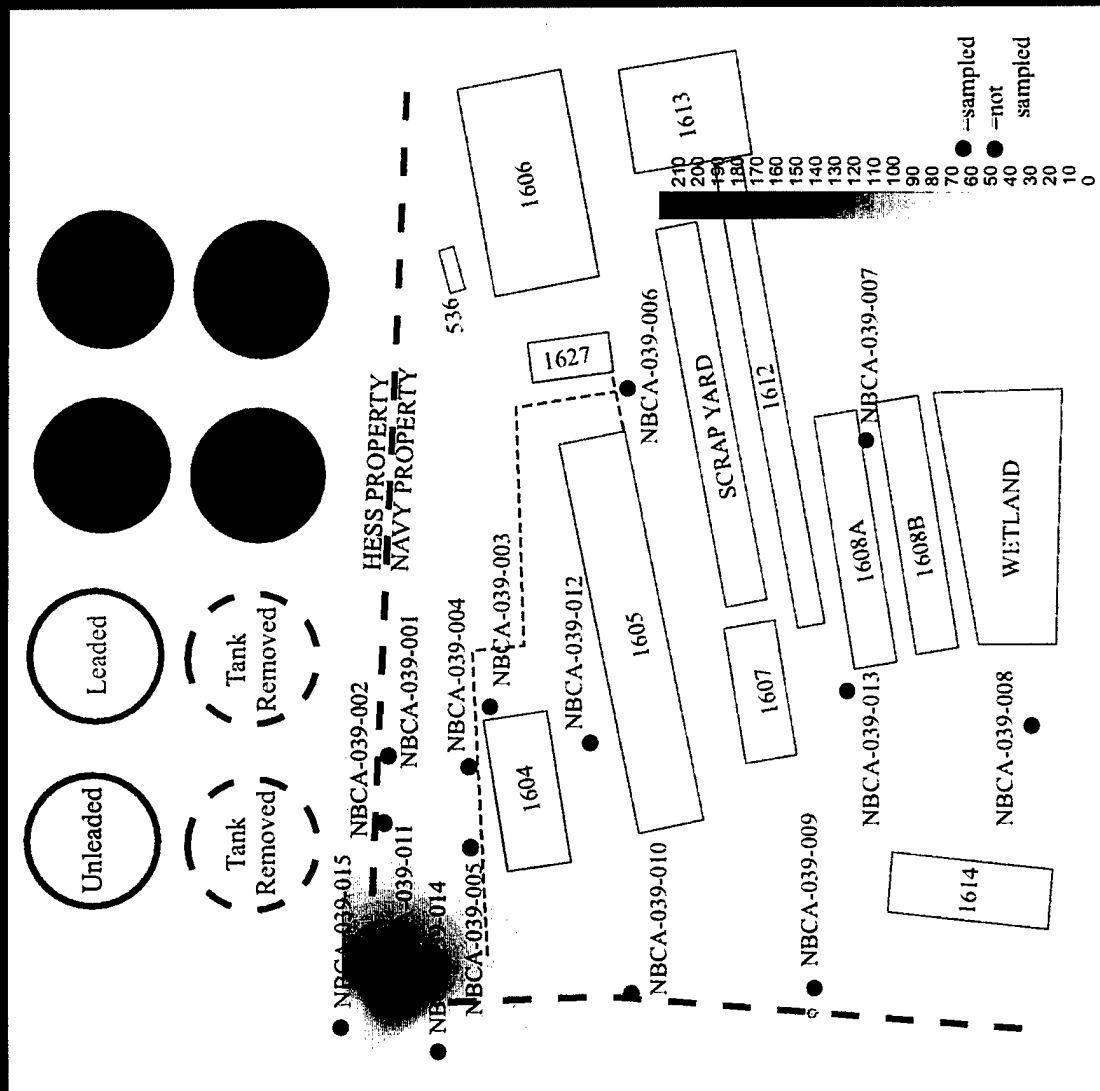 Unleaded
Leaded
Tank
Removed
Tank
Removed
NBCA-039-015
NBCA-039-002
-039-011
NBCA-039-001
-014
NBCA-039-005
NBCA-039-004
NBCA-039-003
HESS PROPERTY
NAVY PROPERTY
536
1604
1606
1627
NBCA-039-012
NBCA-039-006
NBCA-039-010
1605
SCRAP YARD
1613
1607
1612
NBCA-039-009
NBCA-039-013
1608A
NBCA-039-007
1608B
1614
NBCA-039-008
WETLAND
210
200
190
180
170
160
150
140
130
120
110
100
90
80
70
60
50
40
30
20
10
0
=sampled
=not
sampled